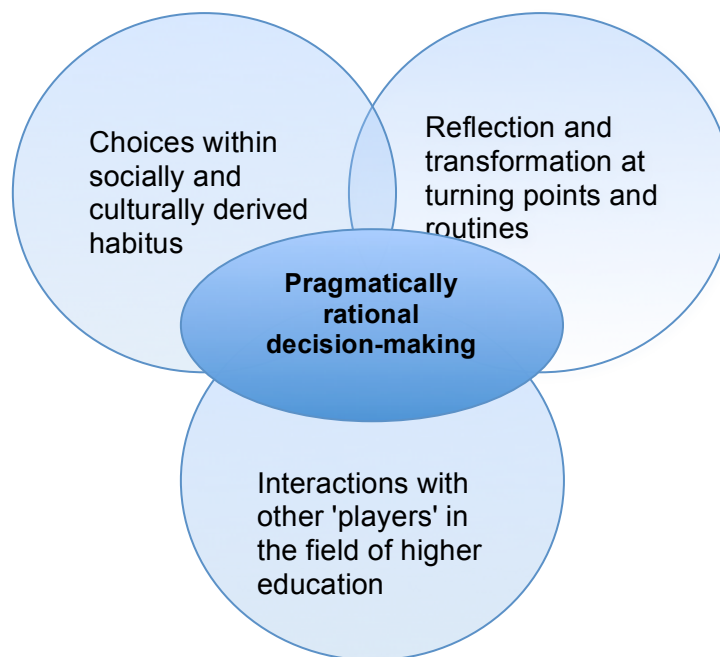 Choices within
socially and
culturally derived
habitus
Reflection and
transformation at
turning points and
routines
Pragmatically
rational
decision-making
Interactions with
other 'players' in
the field of higher
education